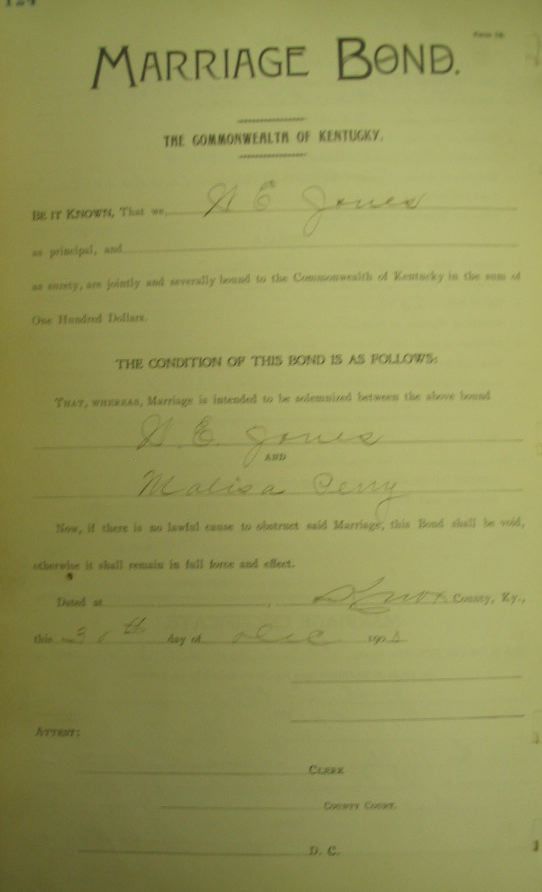 124
MARRIAGE BOND.
THE COMMONWEALTH OF KENTUCKY.
BE IT KNOWN, That we, E Jones
as principal, and
as surety, are jointly and severally bound to the Commonwealth of Kentucky in the sum of
One Hundred Dollars.
THE CONDITION OF THIS BOND IS AS FOLLOWS:
THAT, WHEREAS, Marriage is intended to be solemnized between the above bound
E. Jones
AND
Malisa Perry
Now, if there is no lawful cause to obstruct said Marriage, this Bond shall be void,
otherwise it shall remain in full force and effect.
Dated at , Knox County, Ky.,
this 30th day of Dec 190
ATTEST:
CLERK
COUNTY COURT.
D. C.